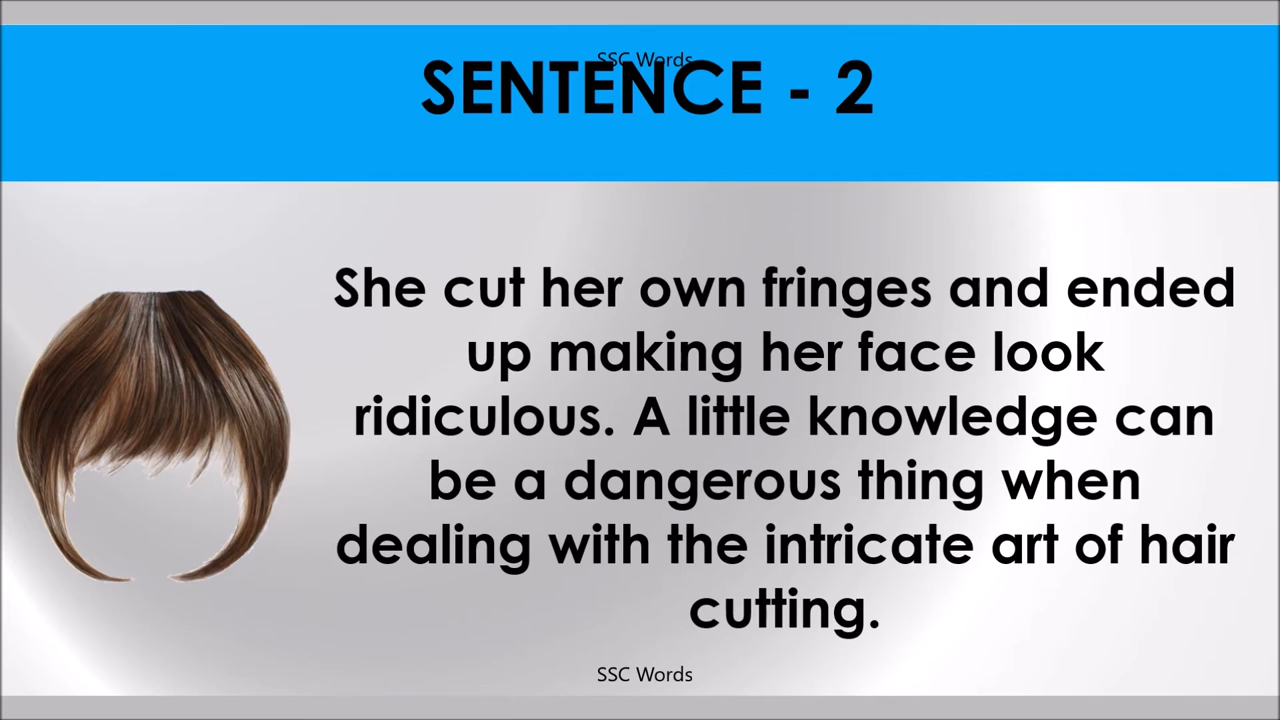 SSC Words
SENTENCE - 2
She cut her own fringes and ended
up making her face look
ridiculous. A little knowledge can
be a dangerous thing when
dealing with the intricate art of hair
cutting.
SSC Words